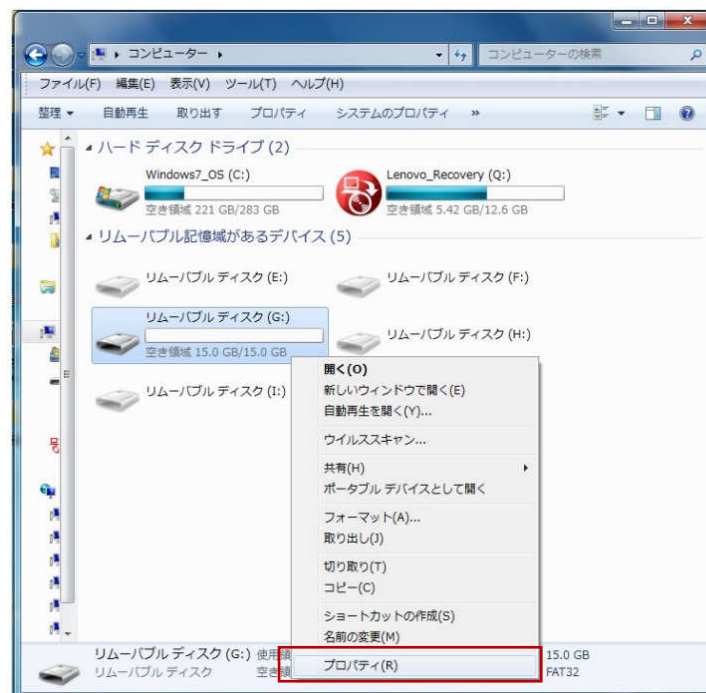 コンピューター
コンピューターの検索
ファイル(F) 編集(E) 表示(V) ツール(T) ヘルプ(H)
整理 自動再生 取り出す プロパティ システムのプロパティ »
ハード ディスク ドライブ (2)
Windows7_OS (C:)
空き領域 221 GB/283 GB
Lenovo_Recovery (Q:)
空き領域 5.42 GB/12.6 GB
リムーバブル記憶域があるデバイス (5)
リムーバブル ディスク (E:)
リムーバブル ディスク (F:)
リムーバブル ディスク (G:)
空き領域 15.0 GB/15.0 GB
リムーバブル ディスク (H:)
リムーバブル ディスク (I:)
開く(O)
新しいウィンドウで開く(E)
自動再生を開く(Y)...
ウイルススキャン...
共有(H)
ポータブル デバイスとして開く
フォーマット(A)...
取り出し(J)
切り取り(T)
コピー(C)
ショートカットの作成(S)
名前の変更(M)
プロパティ(R)
リムーバブル ディスク (G:) 使用領 15.0 GB
リムーバブル ディスク 空き領 FAT32